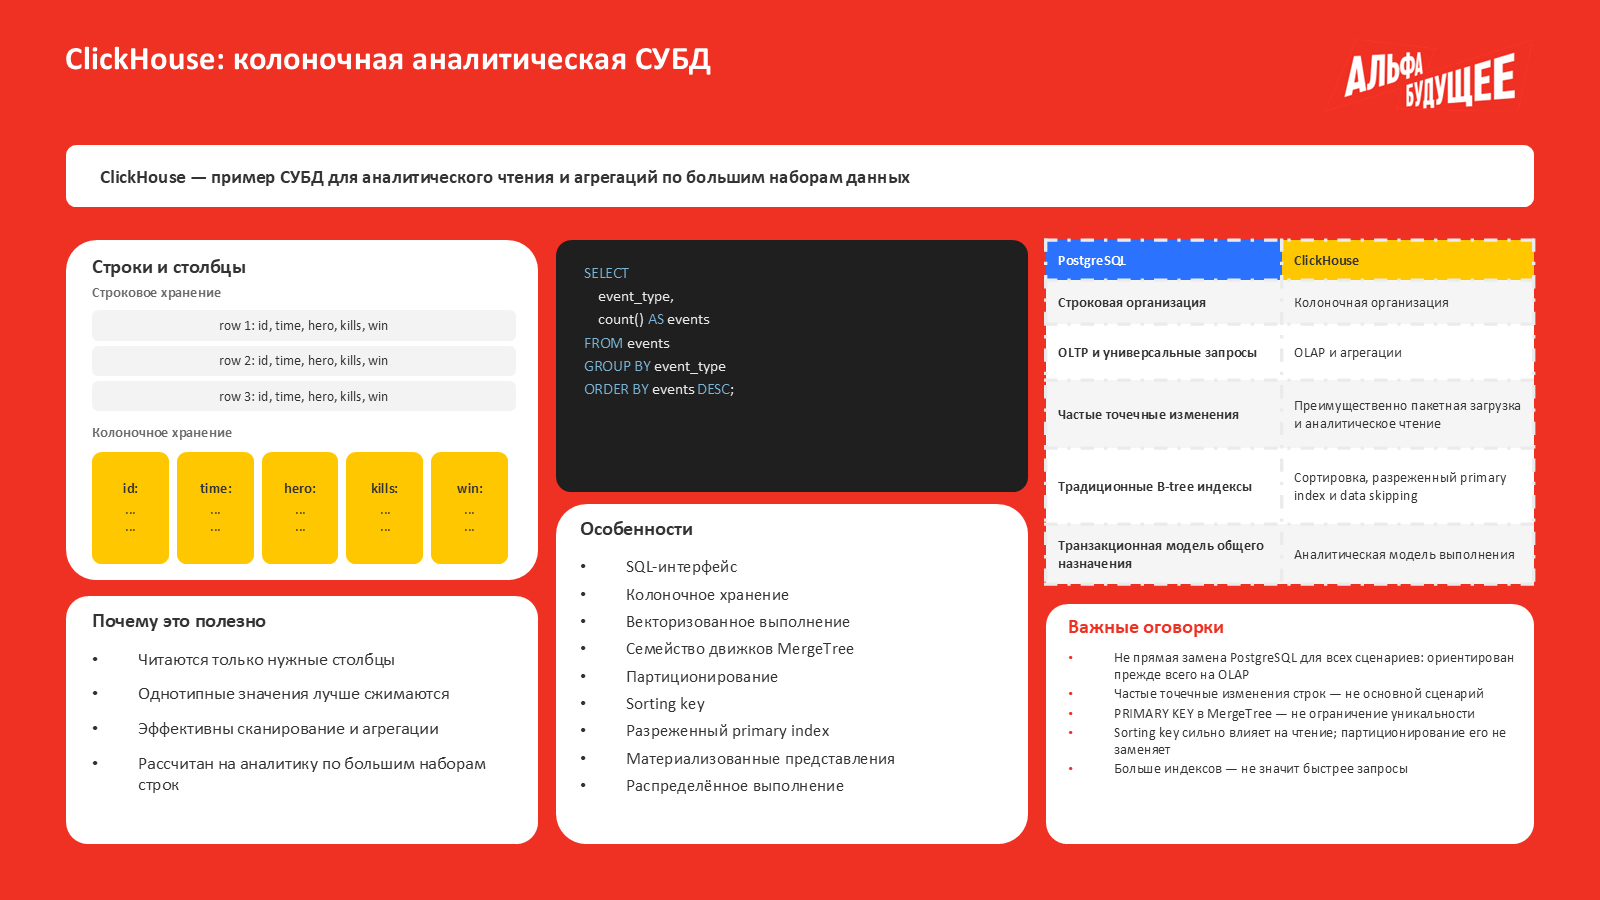 ClickHouse: колоночная аналитическая СУБД
АЛЬФА
БУДУЩЕЕ
ClickHouse — пример СУБД для аналитического чтения и агрегаций по большим наборам данных
Строки и столбцы
Строковое хранение
row 1: id, time, hero, kills, win
row 2: id, time, hero, kills, win
row 3: id, time, hero, kills, win
Колоночное хранение
id: time: hero: kills: win:
... ... ... ... ...
... ... ... ... ...
Почему это полезно
• Читаются только нужные столбцы
• Однотипные значения лучше сжимаются
• Эффективны сканирование и агрегации
• Рассчитан на аналитику по большим наборам
строк
SELECT
event_type,
count() AS events
FROM events
GROUP BY event_type
ORDER BY events DESC;
Особенности
• SQL-интерфейс
• Колоночное хранение
• Векторизованное выполнение
• Семейство движков MergeTree
• Партиционирование
• Sorting key
• Разреженный primary index
• Материализованные представления
• Распределённое выполнение
PostgreSQL ClickHouse
Строковая организация Колоночная организация
OLTP и универсальные запросы OLAP и агрегации
Частые точечные изменения Преимущественно пакетная загрузка
и аналитическое чтение
Традиционные B-tree индексы Сортировка, разреженный primary
index и data skipping
Транзакционная модель общего
назначения Аналитическая модель выполнения
Важные оговорки
• Не прямая замена PostgreSQL для всех сценариев: ориентирован
прежде всего на OLAP
• Частые точечные изменения строк — не основной сценарий
• PRIMARY KEY в MergeTree — не ограничение уникальности
• Sorting key сильно влияет на чтение; партиционирование его не
заменяет
• Больше индексов — не значит быстрее запросы